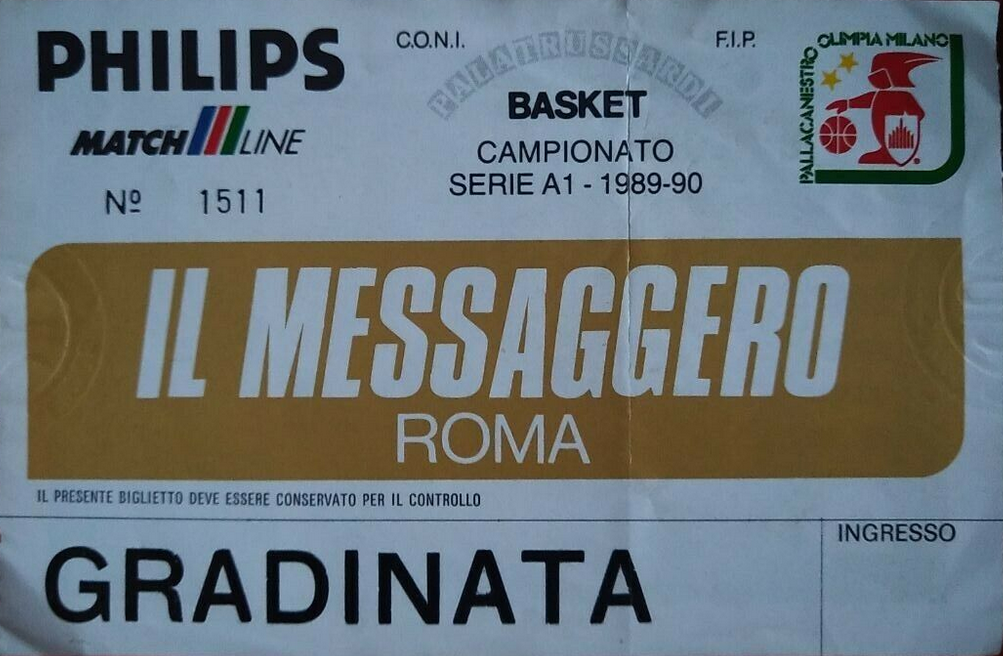 PHILIPS
MATCH LINE
Nº 1511
C.O.N.I.
F.I.P.
PALATRUSSARDI
BASKET
CAMPIONATO
SERIE A1 - 1989-90
PALLACANESTRO
OLIMPIA MILANO
IL MESSAGGERO
ROMA
IL PRESENTE BIGLIETTO DEVE ESSERE CONSERVATO PER IL CONTROLLO
GRADINATA
INGRESSO